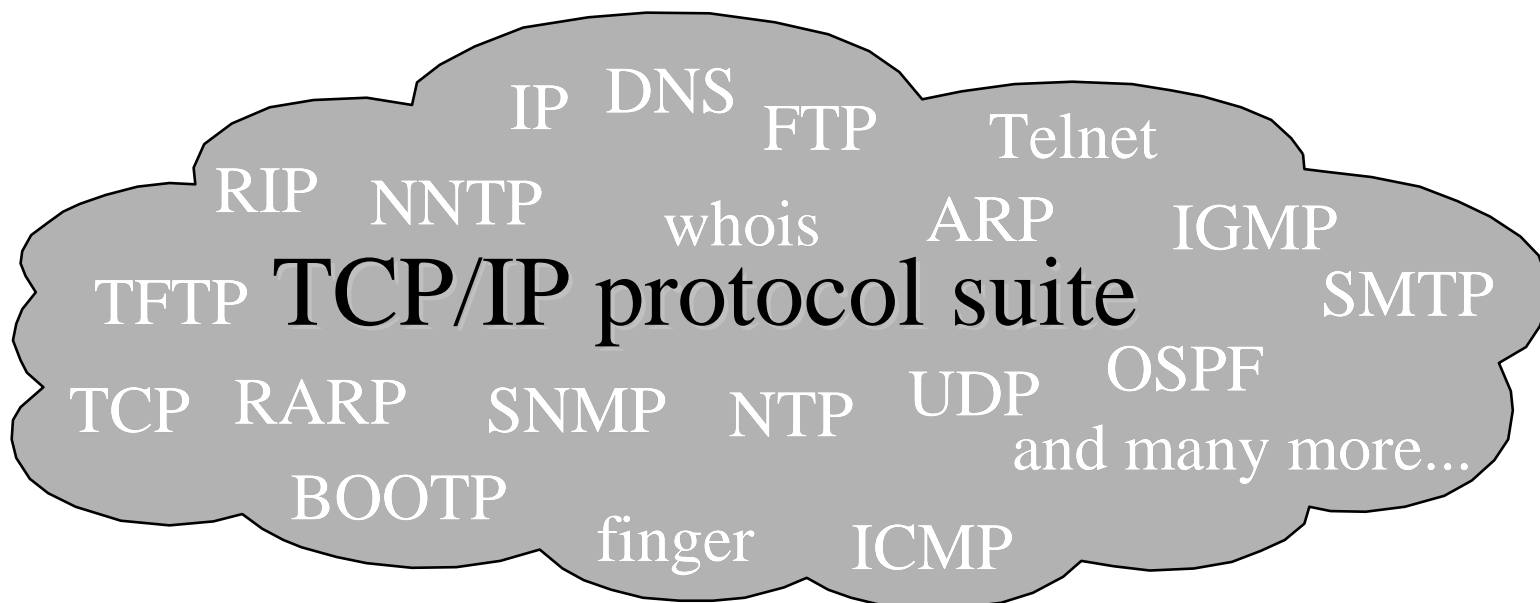 IP
DNS
FTP
Telnet
RIP
NNTP
whois
ARP
IGMP
TFTP
TCP/IP protocol suite
SMTP
TCP
RARP
SNMP
NTP
UDP
OSPF
and many more...
BOOTP
finger
ICMP